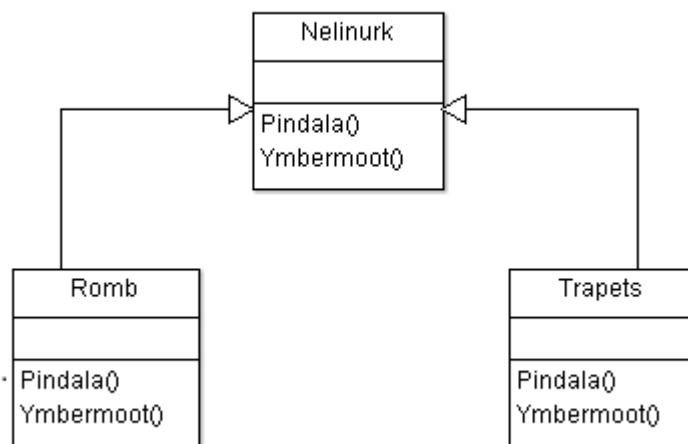 Nelinurk
Pindala()
Ymbermoot()
Romb
Pindala()
Ymbermoot()
Trapets
Pindala()
Ymbermoot()